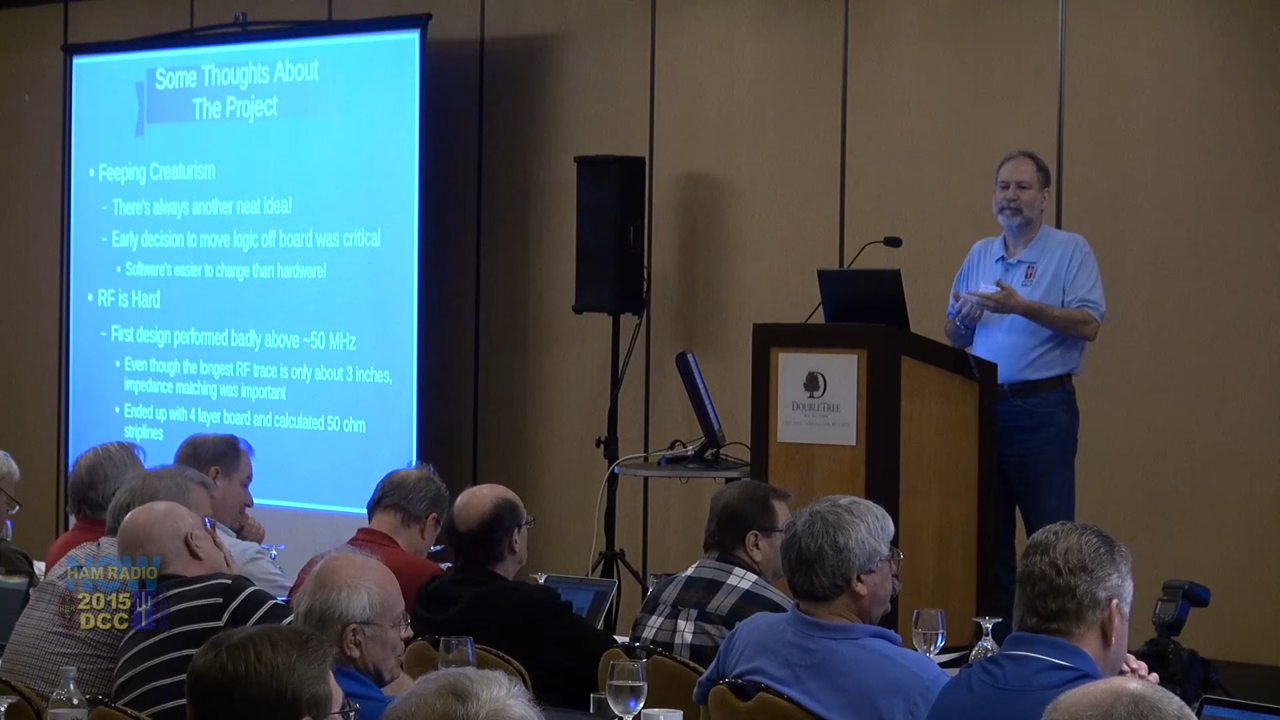 Some Thoughts About
The Project
• Feeping Creaturism
– There's always another neat idea!
– Early decision to move logic off board was critical
• Software's easier to change than hardware!
• RF is Hard
– First design performed badly above ~50 MHz
• Even though the longest RF trace is only about 3 inches,
impedance matching was important
• Ended up with 4 layer board and calculated 50 ohm
striplines
DOUBLETREE
BY HILTON
HAM RADIO
2015
DCC